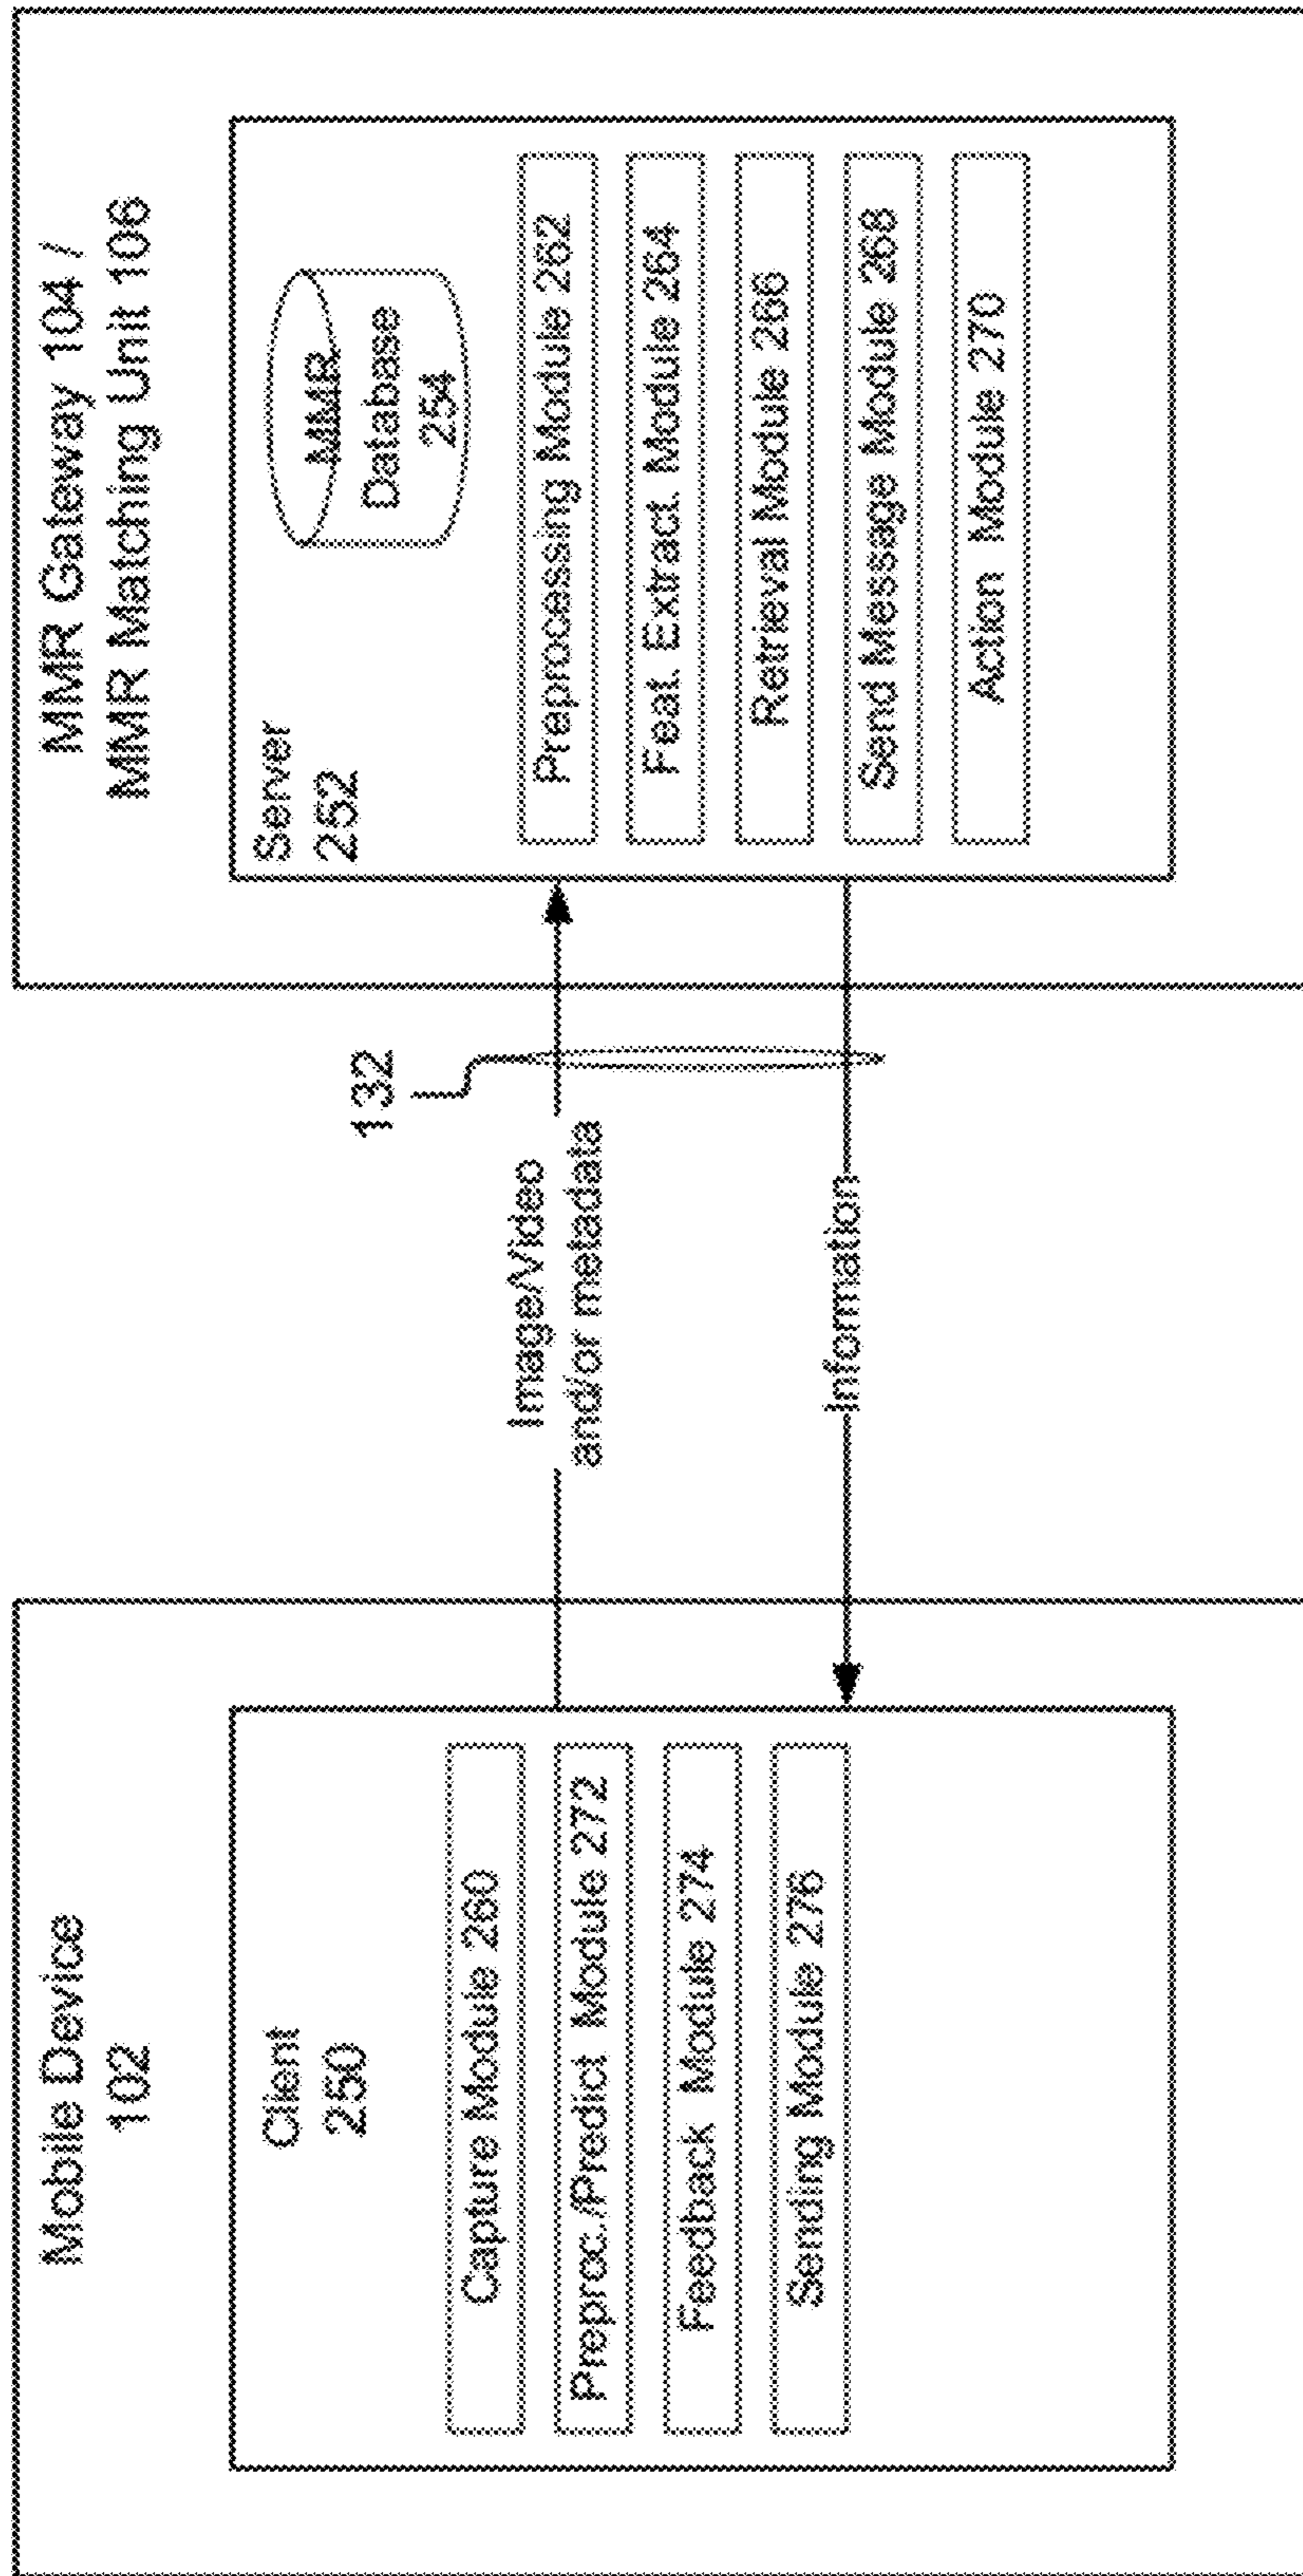 Mobile Device
102
Client
250
Capture Module 260
Preproc./Predict Module 272
Feedback Module 274
Sending Module 276
132
Image/Video
and/or metadata
Information
MMR Gateway 104 /
MMR Matching Unit 106
Server
252
MMR
Database
254
Preprocessing Module 262
Feat. Extract. Module 264
Retrieval Module 266
Send Message Module 268
Action Module 270